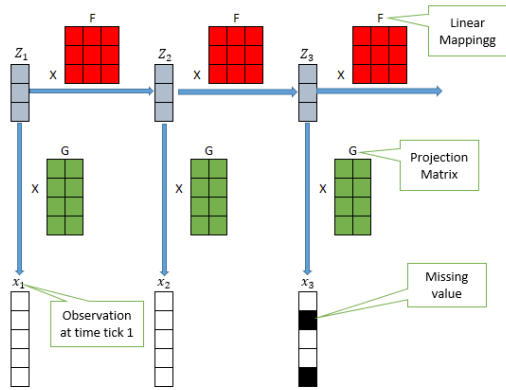 F
F
F
Linear
Mappingg
Z1
Z2
Z3
X
X
X
G
G
G
Projection
Matrix
X
X
X
x1
x2
x3
Observation
at time tick 1
Missing
value